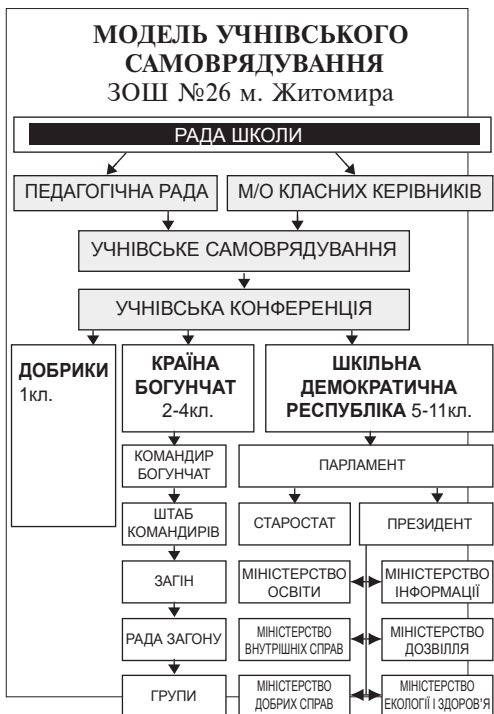 МОДЕЛЬ УЧНІВСЬКОГО
САМОВРЯДУВАННЯ
ЗОШ №26 м. Житомира
РАДА ШКОЛИ
ПЕДАГОГІЧНА РАДА
М/О КЛАСНИХ КЕРІВНИКІВ
УЧНІВСЬКЕ САМОВРЯДУВАННЯ
УЧНІВСЬКА КОНФЕРЕНЦІЯ
ДОБРИКИ
1кл.
КРАЇНА
БОГУНЧАТ
2-4кл.
ШКІЛЬНА
ДЕМОКРАТИЧНА
РЕСПУБЛІКА 5-11кл.
КОМАНДИР
БОГУНЧАТ
ПАРЛАМЕНТ
ШТАБ
КОМАНДИРІВ
СТАРОСТАТ
ПРЕЗИДЕНТ
ЗАГІН
МІНІСТЕРСТВО
ОСВІТИ
МІНІСТЕРСТВО
ІНФОРМАЦІЇ
РАДА ЗАГОНУ
МІНІСТЕРСТВО
ВНУТРІШНІХ СПРАВ
МІНІСТЕРСТВО
ДОЗВІЛЛЯ
ГРУПИ
МІНІСТЕРСТВО
ДОБРИХ СПРАВ
МІНІСТЕРСТВО
ЕКОЛОГІЇ І ЗДОРОВ'Я